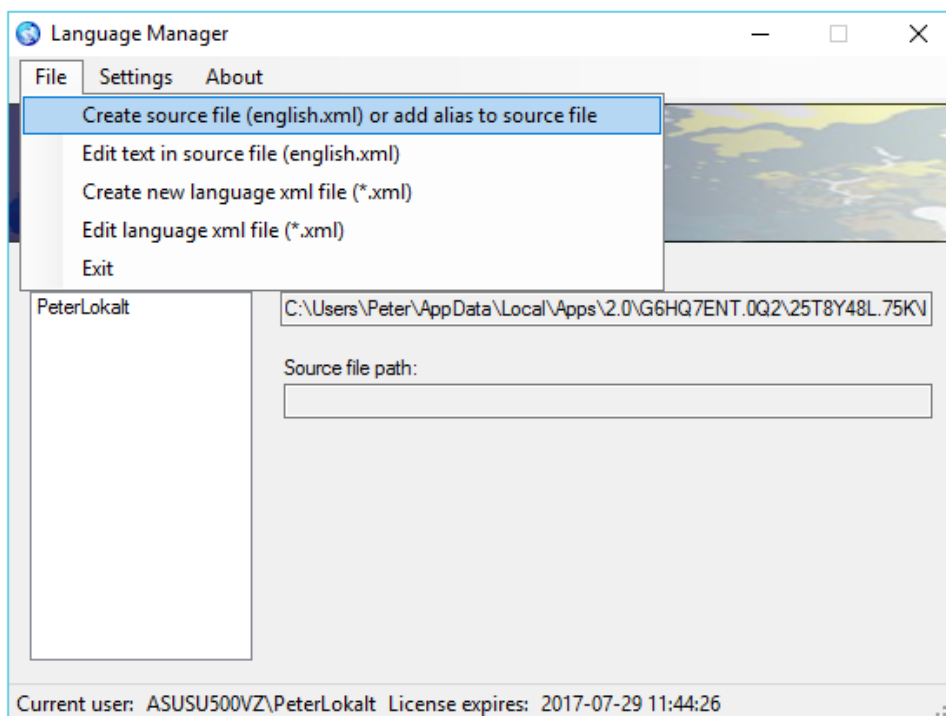 Language Manager
File Settings About
Create source file (english.xml) or add alias to source file
Edit text in source file (english.xml)
Create new language xml file (*.xml)
Edit language xml file (*.xml)
Exit
PeterLokalt
C:\Users\Peter\AppData\Local\Apps\2.0\G6HQ7ENT.0Q2\25T8Y48L.75K\
Source file path:
Current user: ASUSU500VZ\PeterLokalt License expires: 2017-07-29 11:44:26